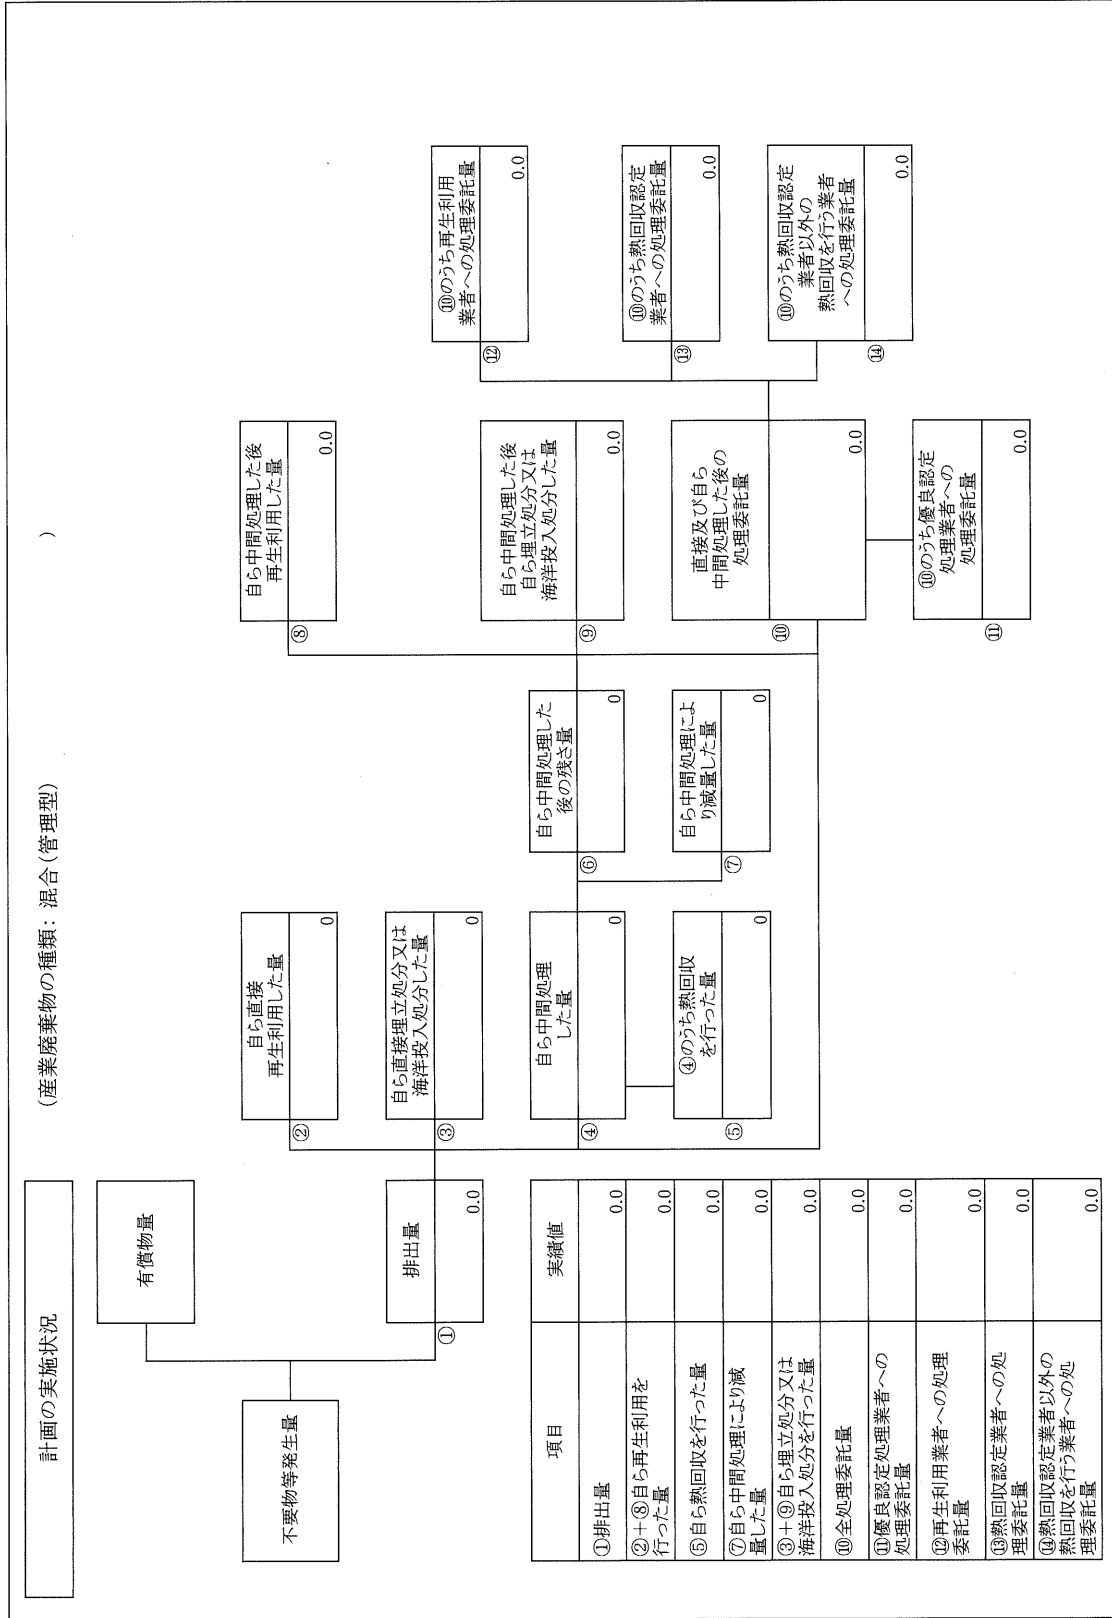 計画の実施状況
(産業廃棄物の種類：混合(管理型)
)
不要物等発生量
有償物量
排出量
①
0.0
自ら直接
再生利用した量
②
0
自ら直接埋立処分又は
海洋投入処分した量
③
0
自ら中間処理
した量
④
0
④のうち熱回収
を行った量
⑤
0
自ら中間処理した
後の残さ量
⑥
0
自ら中間処理によ
り減量した量
⑦
0
自ら中間処理した後
再生利用した量
⑧
0.0
自ら中間処理した後
自ら埋立処分又は
海洋投入処分した量
⑨
0.0
直接及び自ら
中間処理した後の
処理委託量
⑩
0.0
⑩のうち優良認定
処理業者への
処理委託量
⑪
0.0
⑩のうち再生利用
業者への処理委託量
⑫
0.0
⑩のうち熱回収認定
業者への処理委託量
⑬
0.0
⑩のうち熱回収認定
業者以外の
熱回収を行う業者
への処理委託量
⑭
0.0
項目 実績値
①排出量 0.0
②＋⑧自ら再生利用を
行った量 0.0
⑤自ら熱回収を行った量 0.0
⑦自ら中間処理により減
量した量 0.0
③＋⑨自ら埋立処分又は
海洋投入処分を行った量 0.0
⑩全処理委託量 0.0
⑪優良認定処理業者への
処理委託量 0.0
⑫再生利用業者への処理
委託量 0.0
⑬熱回収認定業者への処
理委託量 0.0
⑭熱回収認定業者以外の
熱回収を行う業者への処
理委託量 0.0